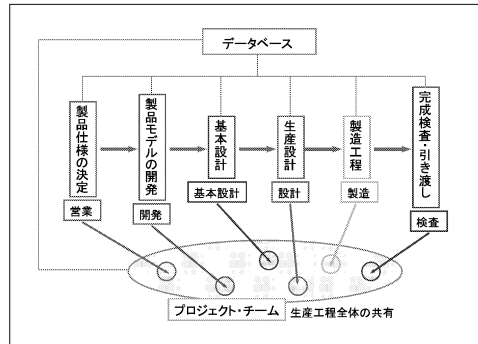 データベース
製品仕様の決定
製品モデルの開発
基本設計
生産設計
製造工程
完成検査・引き渡し
営業
開発
基本設計
設計
製造
検査
プロジェクト・チーム
生産工程全体の共有